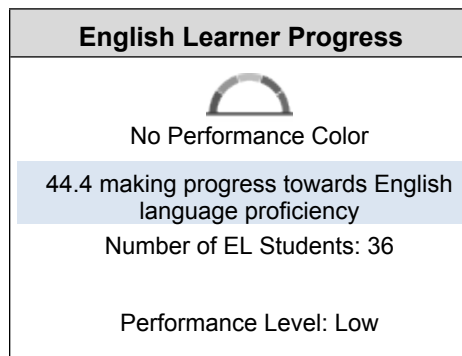 English Learner Progress
No Performance Color
44.4 making progress towards English
language proficiency
Number of EL Students: 36
Performance Level: Low